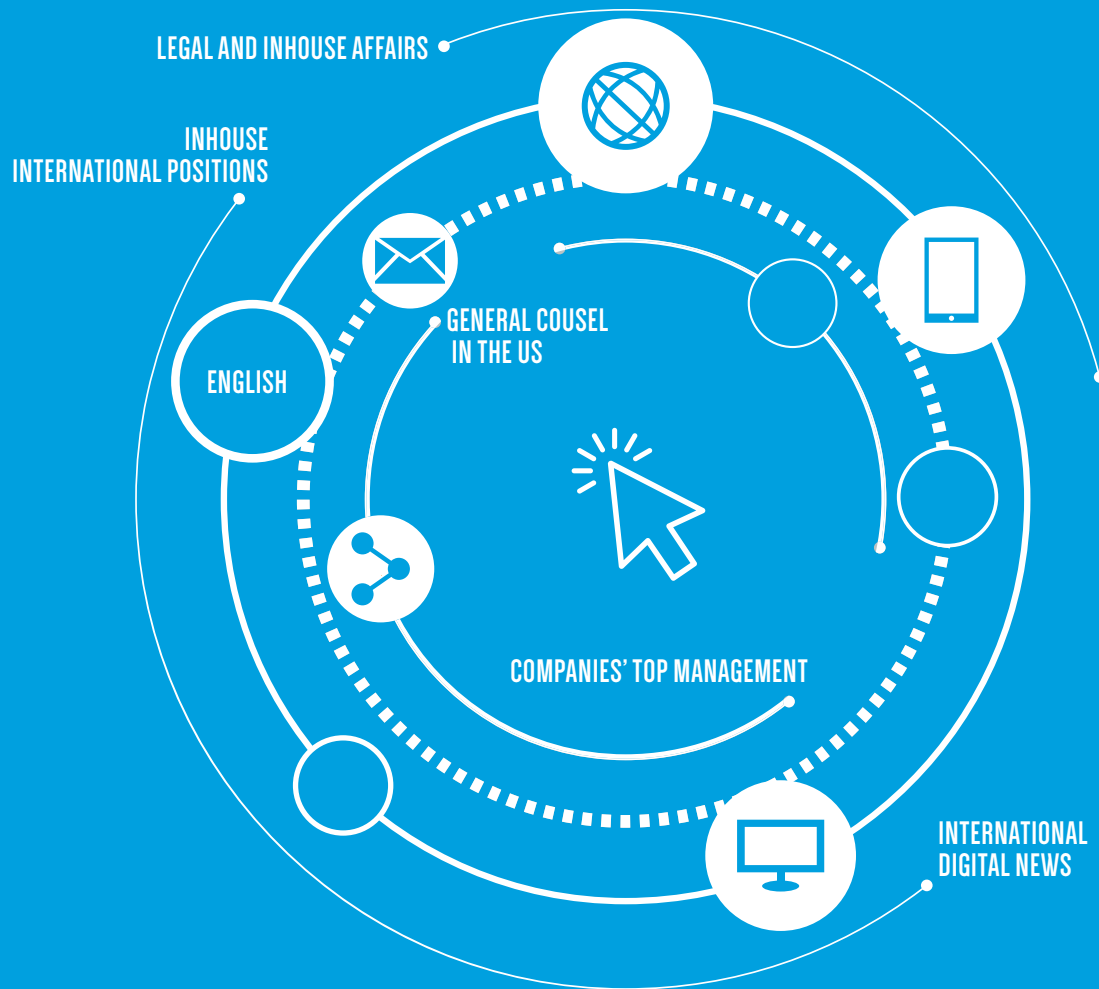 LEGAL AND INHOUSE AFFAIRS
INHOUSE
INTERNATIONAL POSITIONS
GENERAL COUSEL
IN THE US
ENGLISH
COMPANIES' TOP MANAGEMENT
INTERNATIONAL
DIGITAL NEWS